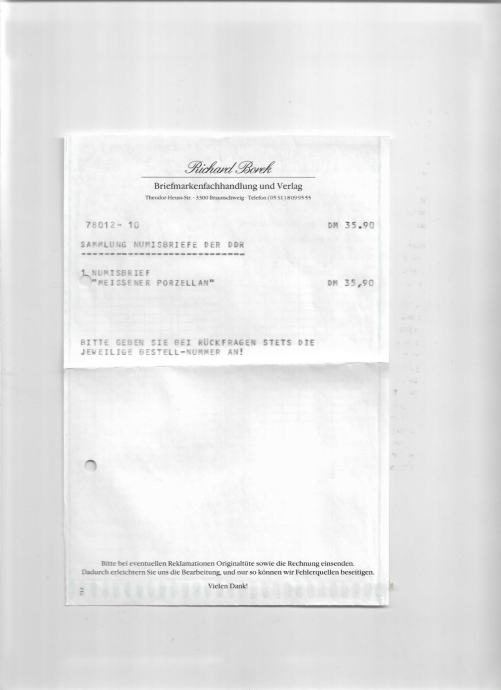 Richard Borek
Briefmarkenfachhandlung und Verlag
Theodor-Heuss-Str. · 3300 Braunschweig · Telefon (05 31) 8 09 95 55
78012- 10 DM 35.90
SAMMLUNG NUMISBRIEFE DER DDR
1 NUMISBRIEF
"MEISSENER PORZELLAN" DM 35,90
BITTE GEBEN SIE BEI RÜCKFRAGEN STETS DIE
JEWEILIGE BESTELL-NUMMER AN!
Bitte bei eventuellen Reklamationen Originaltüte sowie die Rechnung einsenden.
Dadurch erleichtern Sie uns die Bearbeitung, und nur so können wir Fehlerquellen beseitigen.
Vielen Dank!